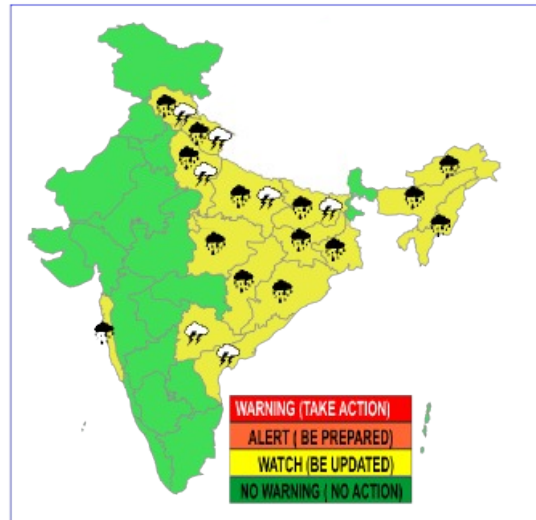 WARNING (TAKE ACTION)
ALERT ( BE PREPARED)
WATCH (BE UPDATED)
NO WARNING ( NO ACTION)